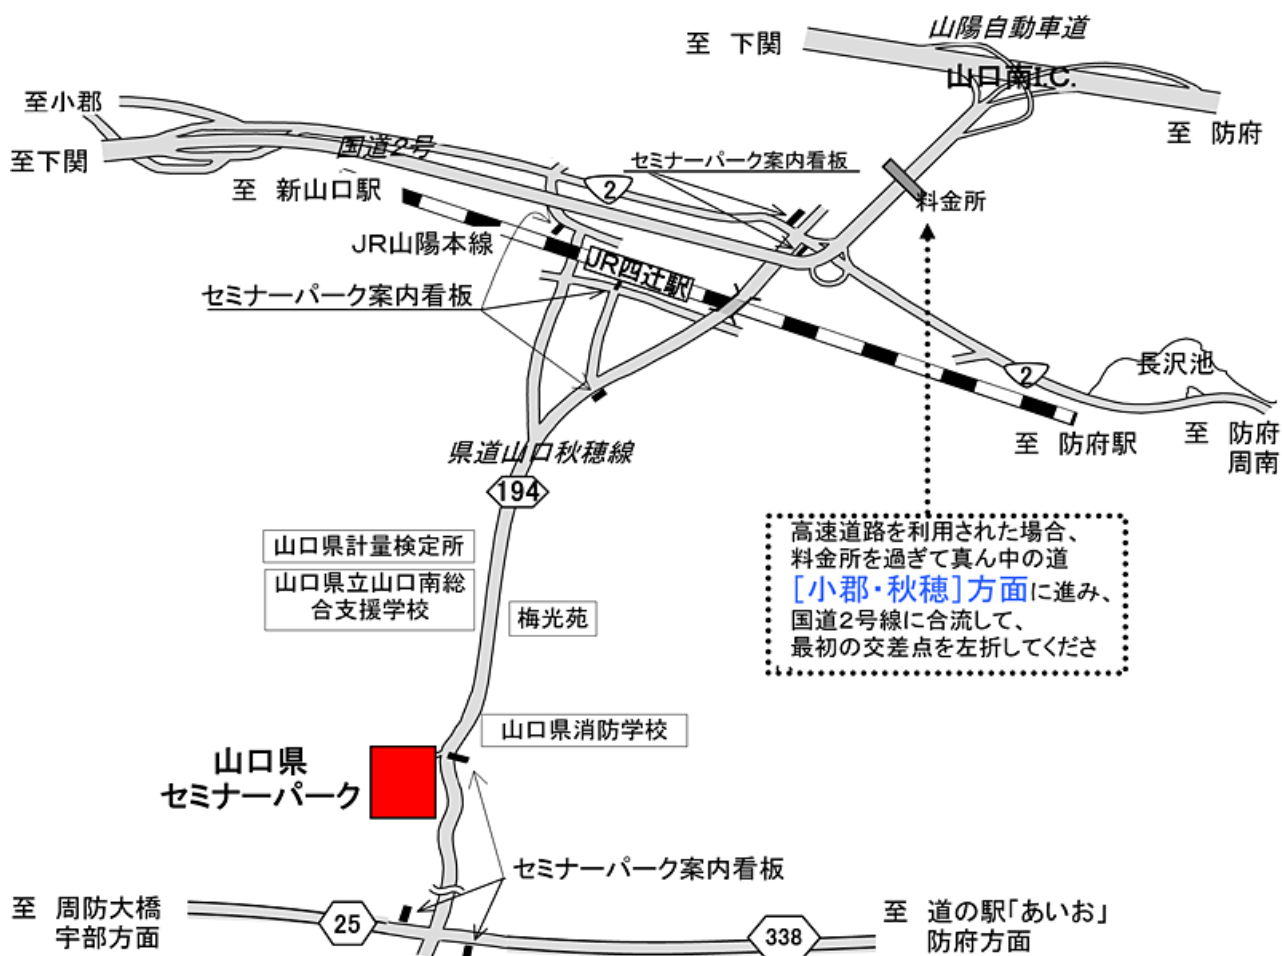 山陽自動車道
至 下関
山口南I.C.
至小郡
至 防府
国道2号
至下関
セミナーパーク案内看板
至 新山口駅
2
料金所
JR山陽本線
JR四辻駅
セミナーパーク案内看板
長沢池
2
至 防府駅
至 防府
周南
県道山口秋穂線
194
高速道路を利用された場合、
料金所を過ぎて真ん中の道
[小郡・秋穂]方面に進み、
国道2号線に合流して、
最初の交差点を左折してくださ
山口県計量検定所
山口県立山口南総
合支援学校
梅光苑
山口県消防学校
山口県
セミナーパーク
セミナーパーク案内看板
至 周防大橋
宇部方面
25
338
至 道の駅「あいお」
防府方面